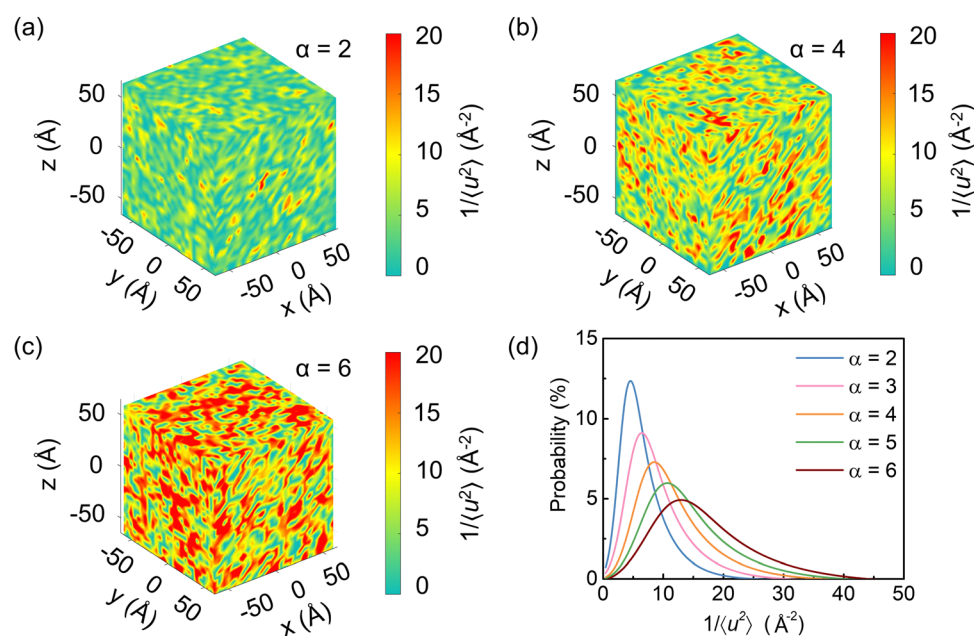 (a)
α = 2
z (Å)
50
0
-50
-50
0
50
y (Å)
-50
0
50
x (Å)
20
15
10
5
0
1/⟨u²⟩ (Å⁻²)
(b)
α = 4
z (Å)
50
0
-50
-50
0
50
y (Å)
-50
0
50
x (Å)
20
15
10
5
0
1/⟨u²⟩ (Å⁻²)
(c)
α = 6
z (Å)
50
0
-50
-50
0
50
y (Å)
-50
0
50
x (Å)
20
15
10
5
0
1/⟨u²⟩ (Å⁻²)
(d)
Probability (%)
15
10
5
0
0
10
20
30
40
50
1/⟨u²⟩ (Å⁻²)
α = 2
α = 3
α = 4
α = 5
α = 6